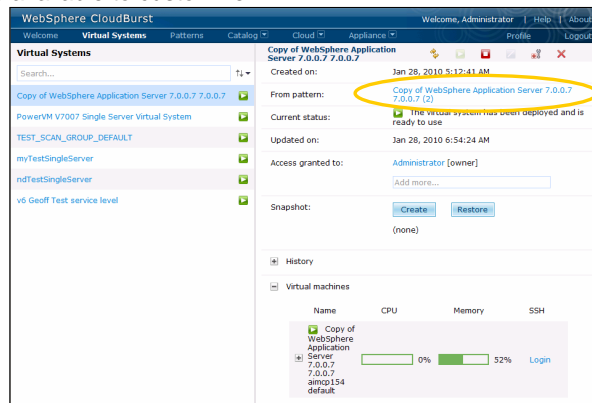 WebSphere CloudBurst
Welcome, Administrator | Help | About
Welcome Virtual Systems Patterns Catalog Cloud Appliance Profile Logout
Virtual Systems
Search...
Copy of WebSphere Application Server 7.0.0.7 7.0.0.7
PowerVM V7007 Single Server Virtual System
TEST_SCAN_GROUP_DEFAULT
myTestSingleServer
ndTestSingleServer
v6 Geoff Test service level
Copy of WebSphere Application
Server 7.0.0.7 7.0.0.7
Created on: Jan 28, 2010 5:12:41 AM
From pattern: Copy of WebSphere Application Server 7.0.0.7
7.0.0.7 (2)
Current status: The virtual system has been deployed and is
ready to use
Updated on: Jan 28, 2010 6:54:24 AM
Access granted to: Administrator [owner]
Add more...
Snapshot: Create Restore
(none)
History
Virtual machines
Name CPU Memory SSH
Copy of
WebSphere
Application
Server
7.0.0.7
7.0.0.7
aimcp154
default
0% 52% Login